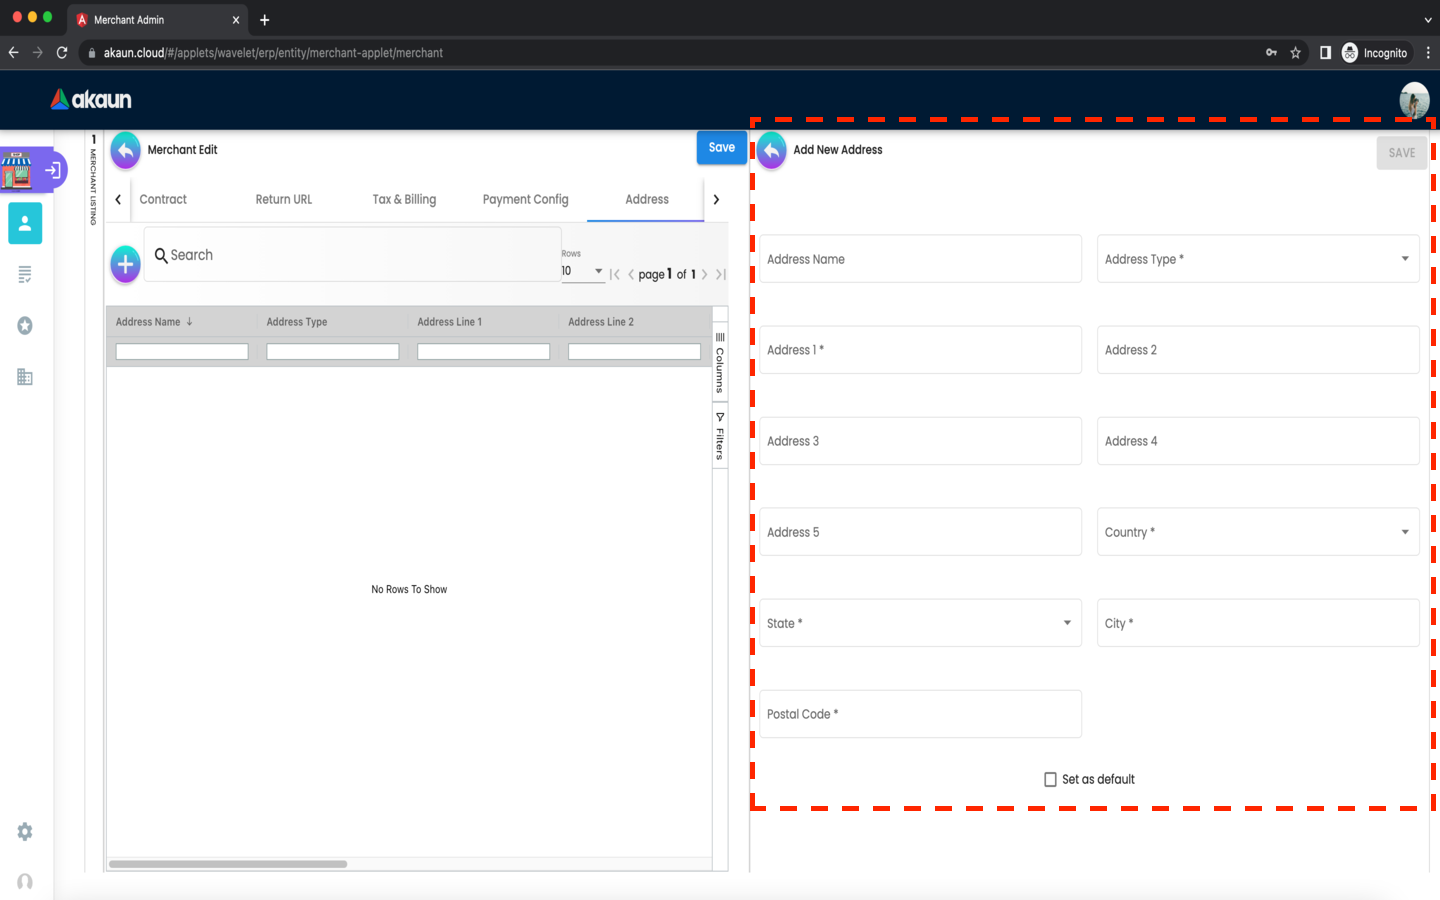 Merchant Admin
akaun.cloud/#/applets/wavelet/erp/entity/merchant-applet/merchant
Incognito
akaun
1 MERCHANT LISTING
Merchant Edit
Save
Contract
Return URL
Tax & Billing
Payment Config
Address
Search
Rows
10
page 1 of 1
Address Name
Address Type
Address Line 1
Address Line 2
Columns
Filters
No Rows To Show
Add New Address
SAVE
Address Name
Address Type *
Address 1 *
Address 2
Address 3
Address 4
Address 5
Country *
State *
City *
Postal Code *
Set as default